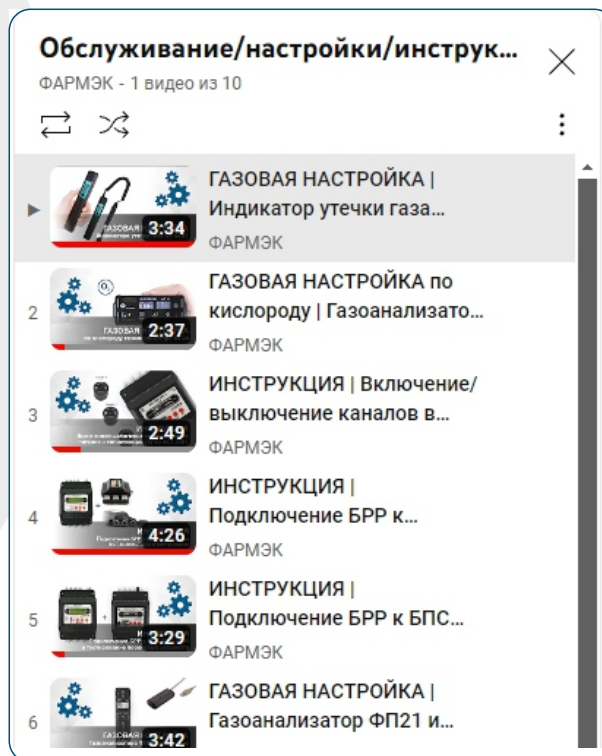 Обслуживание/настройки/инструк...
ФАРМЭК - 1 видео из 10
ГАЗОВАЯ НАСТРОЙКА |
Индикатор утечки газа...
ФАРМЭК
3:34
2
ГАЗОВАЯ НАСТРОЙКА по
кислороду | Газоанализато...
ФАРМЭК
2:37
3
ИНСТРУКЦИЯ | Включение/
выключение каналов в...
ФАРМЭК
2:49
4
ИНСТРУКЦИЯ |
Подключение БРР к...
ФАРМЭК
4:26
5
ИНСТРУКЦИЯ |
Подключение БРР к БПС...
ФАРМЭК
3:29
6
ГАЗОВАЯ НАСТРОЙКА |
Газоанализатор ФП21 и...
3:42